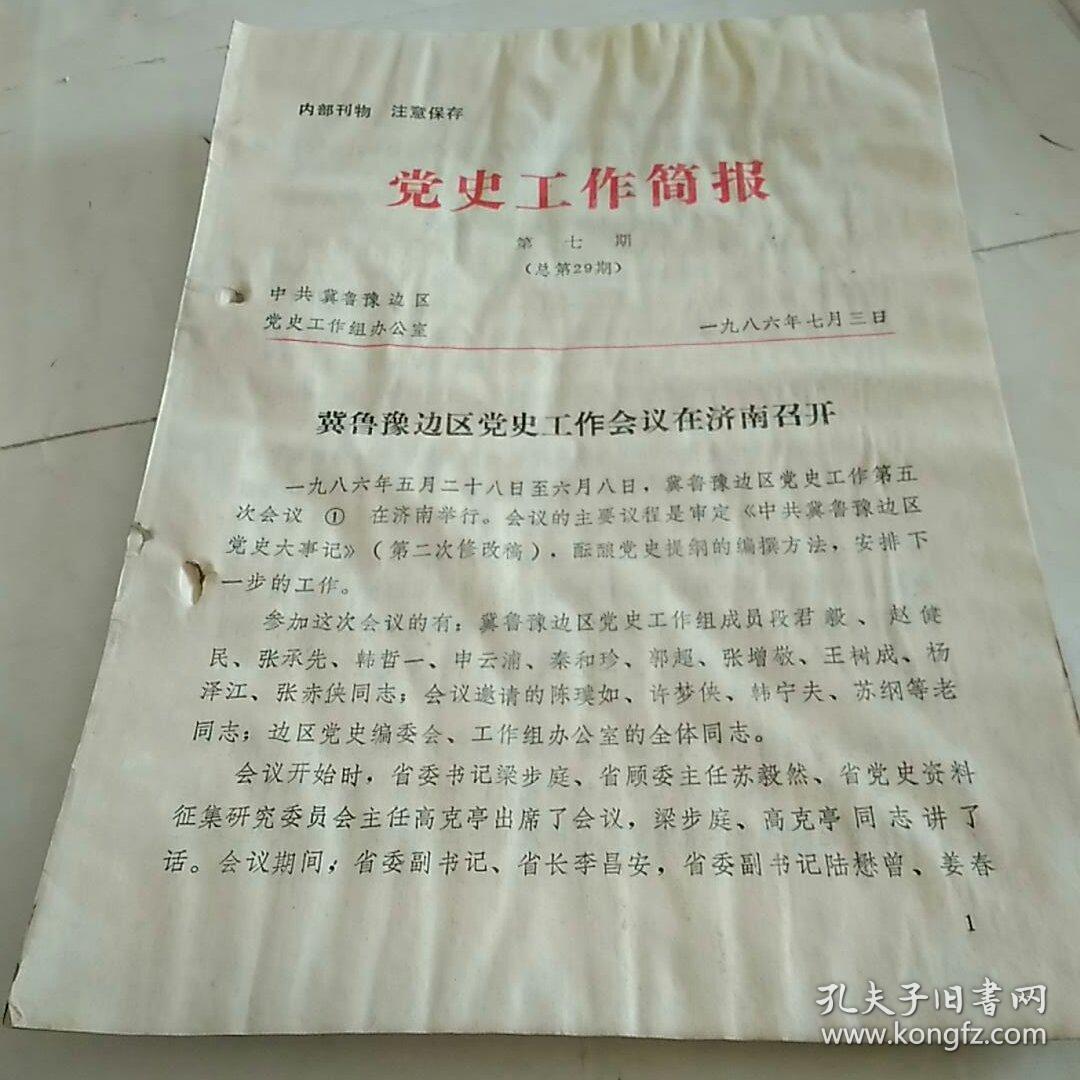 内部刊物 注意保存
党史工作简报
第七期
(总第29期)
中共冀鲁豫边区
党史工作组办公室
一九八六年七月三日
冀鲁豫边区党史工作会议在济南召开
一九八六年五月二十八日至六月八日，冀鲁豫边区党史工作第五
次会议 ① 在济南举行。会议的主要议程是审定《中共冀鲁豫边区
党史大事记》（第二次修改稿），酝酿党史提纲的编撰方法，安排下
一步的工作。
参加这次会议的有：冀鲁豫边区党史工作组成员段君毅、赵健
民、张承先、韩哲一、申云浦、秦和珍、郭超、张增敬、王树成、杨
泽江、张赤侠同志；会议邀请的陈璞如、许梦侠、韩宁夫、苏纲等老
同志；边区党史编委会、工作组办公室的全体同志。
会议开始时，省委书记梁步庭、省顾委主任苏毅然、省党史资料
征集研究委员会主任高克亭出席了会议，梁步庭、高克亭同志讲了
话。会议期间；省委副书记、省长李昌安，省委副书记陆懋曾、姜春
1
孔夫子旧书网
www.kongfz.com